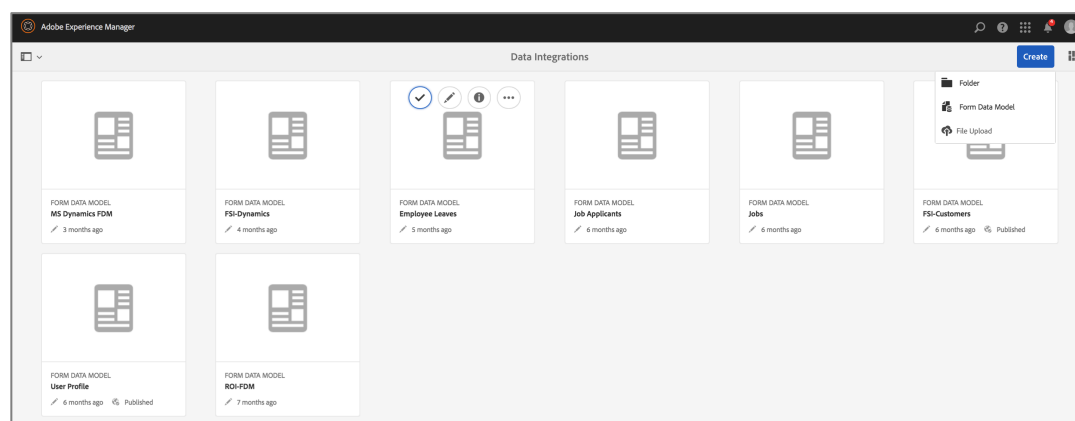 Adobe Experience Manager
Data Integrations
Create
Folder
Form Data Model
File Upload
FORM DATA MODEL
MS Dynamics FDM
3 months ago
FORM DATA MODEL
FSI-Dynamics
4 months ago
FORM DATA MODEL
Employee Leaves
5 months ago
FORM DATA MODEL
Job Applicants
6 months ago
FORM DATA MODEL
Jobs
6 months ago
FORM DATA MODEL
FSI-Customers
6 months ago Published
FORM DATA MODEL
User Profile
6 months ago Published
FORM DATA MODEL
ROI-FDM
7 months ago